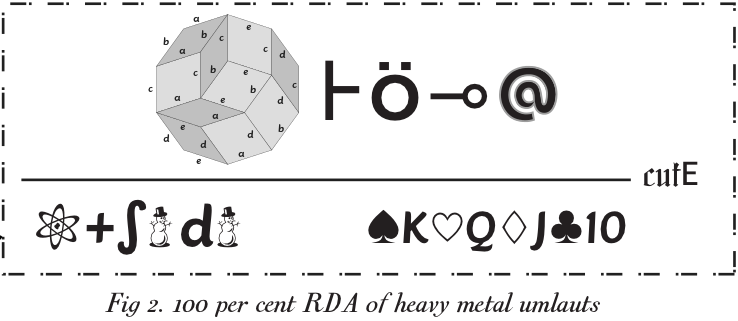 a
e
b c
b a c d
c b e
c b b c
a e d
a
e b
d d d
a
e
⊢ö⊸@
cutE
⚛+∫⛄d⛄ ♠K♡Q♢J♣10
Fig 2. 100 per cent RDA of heavy metal umlauts